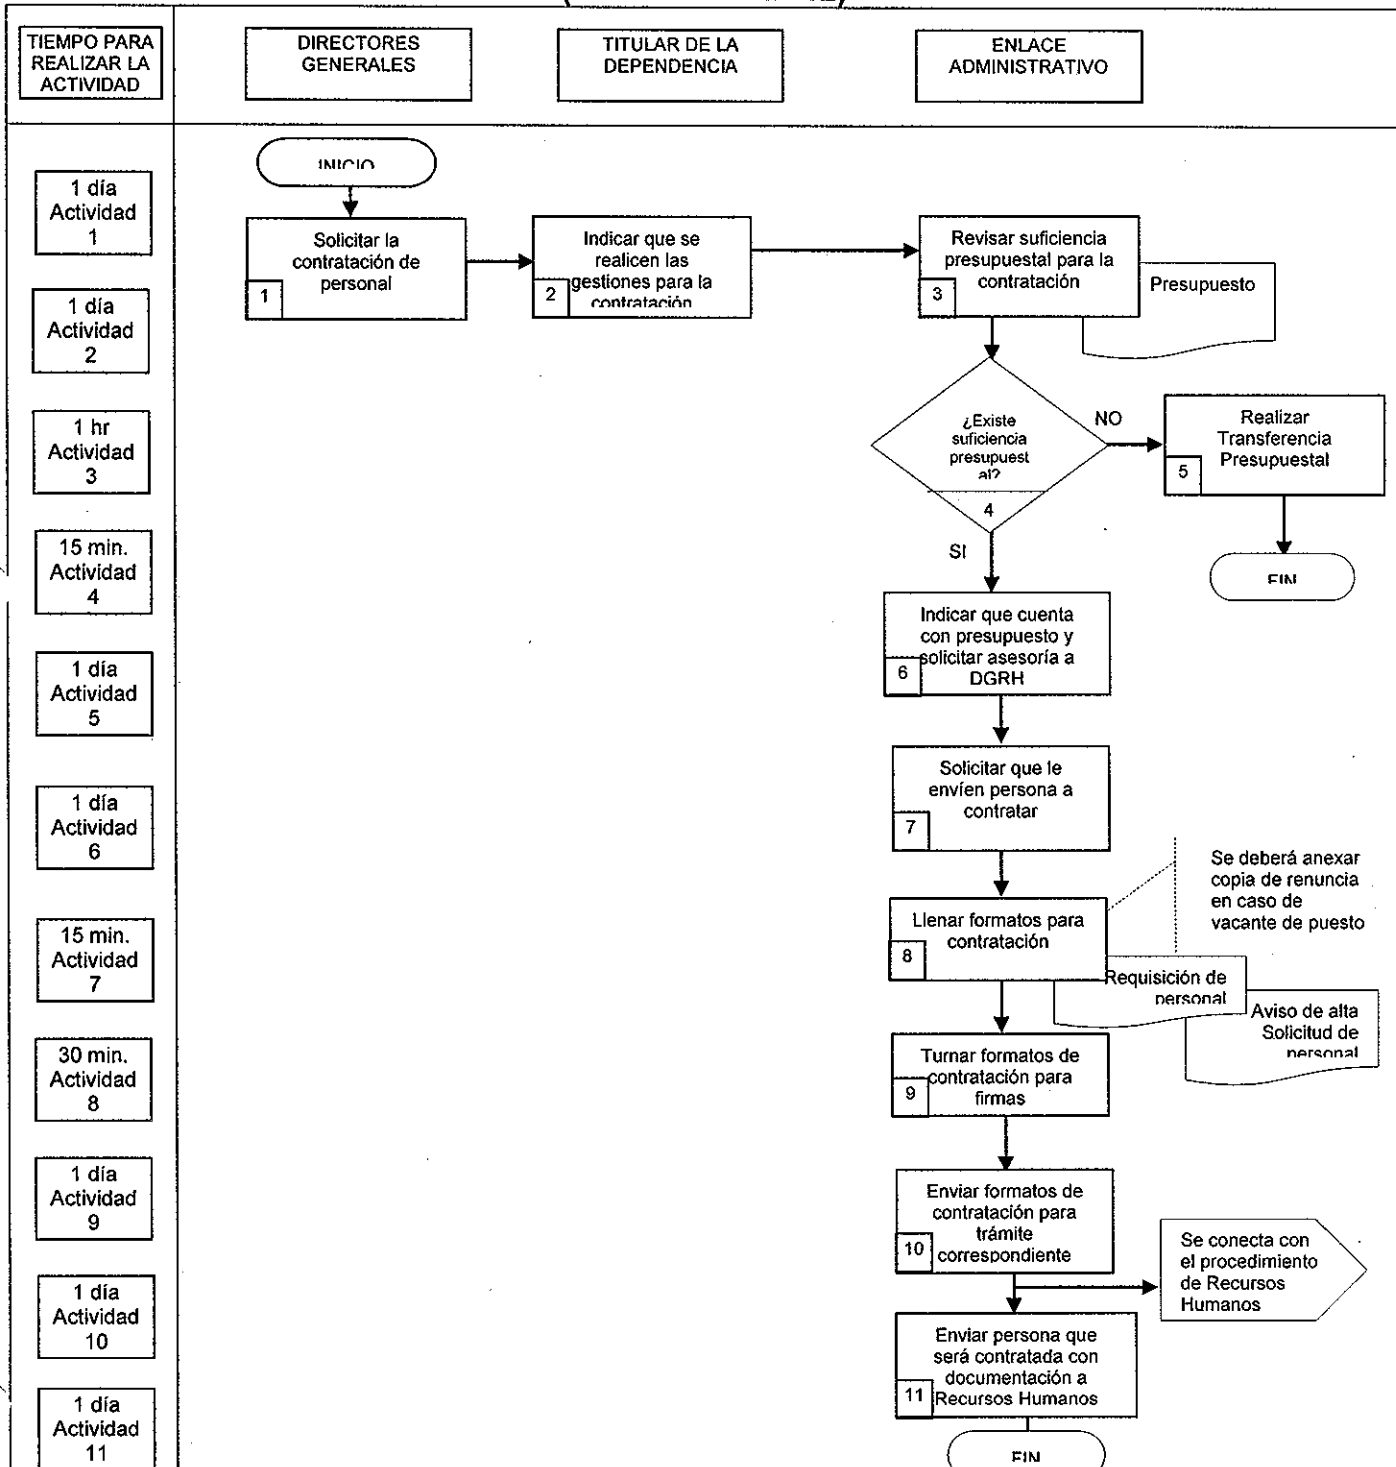 TIEMPO PARA
REALIZAR LA
ACTIVIDAD
DIRECTORES
GENERALES
TITULAR DE LA
DEPENDENCIA
ENLACE
ADMINISTRATIVO
INICIO
1 día
Actividad
1
Solicitar la
contratación de
personal
1
Indicar que se
realicen las
gestiones para la
contratación
2
Revisar suficiencia
presupuestal para la
contratación
3
Presupuesto
1 día
Actividad
2
¿Existe
suficiencia
presupuest
al?
4
NO
SI
Realizar
Transferencia
Presupuestal
5
FIN
1 hr
Actividad
3
15 min.
Actividad
4
Indicar que cuenta
con presupuesto y
solicitar asesoría a
DGRH
6
1 día
Actividad
5
Solicitar que le
envíen persona a
contratar
7
1 día
Actividad
6
Se deberá anexar
copia de renuncia
en caso de
vacante de puesto
Llenar formatos para
contratación
8
15 min.
Actividad
7
Requisición de
personal
Aviso de alta
Solicitud de
personal
Turnar formatos de
contratación para
firmas
9
30 min.
Actividad
8
Enviar formatos de
contratación para
trámite
correspondiente
10
1 día
Actividad
9
Se conecta con
el procedimiento
de Recursos
Humanos
1 día
Actividad
10
Enviar persona que
será contratada con
documentación a
Recursos Humanos
11
1 día
Actividad
11
FIN